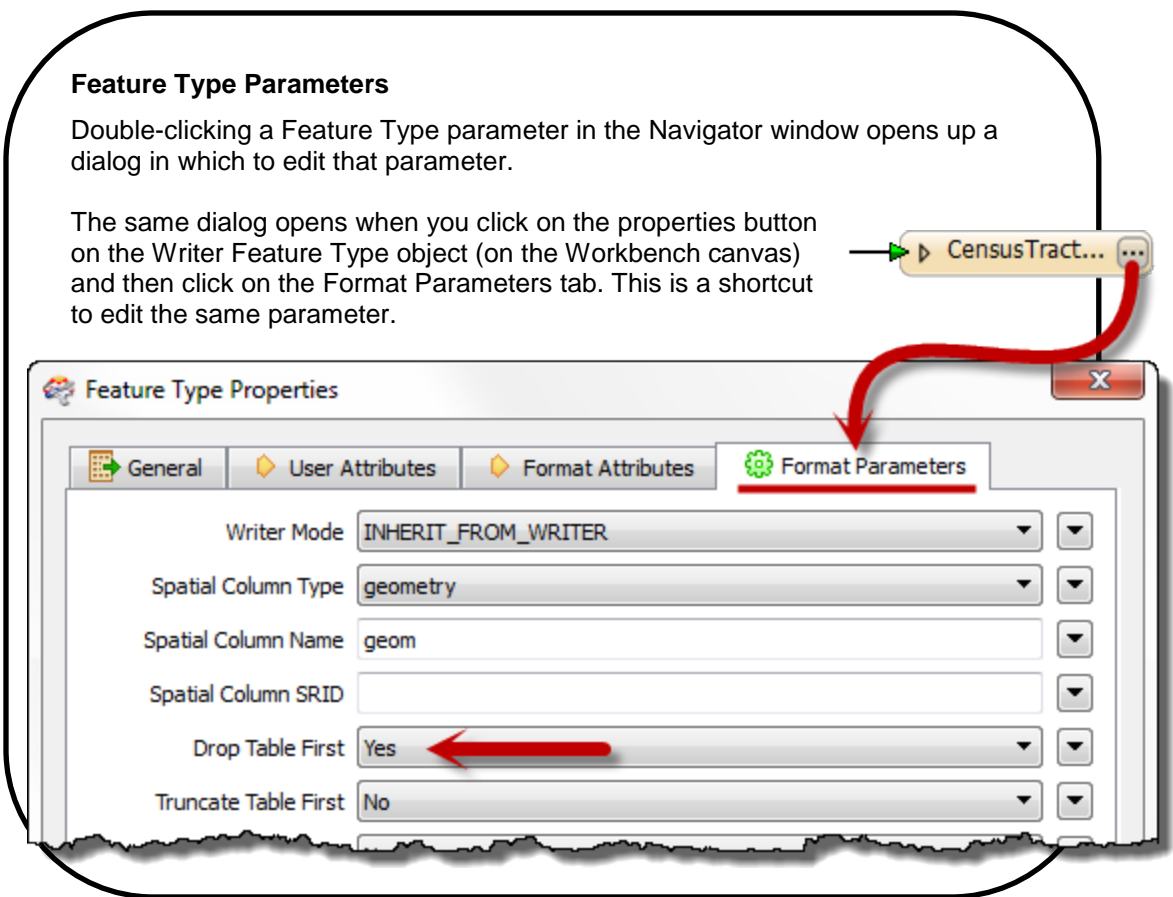 Feature Type Parameters
Double-clicking a Feature Type parameter in the Navigator window opens up a
dialog in which to edit that parameter.
The same dialog opens when you click on the properties button
on the Writer Feature Type object (on the Workbench canvas)
and then click on the Format Parameters tab. This is a shortcut
to edit the same parameter.
CensusTract... ...
Feature Type Properties
General User Attributes Format Attributes Format Parameters
Writer Mode INHERIT_FROM_WRITER
Spatial Column Type geometry
Spatial Column Name geom
Spatial Column SRID
Drop Table First Yes
Truncate Table First No